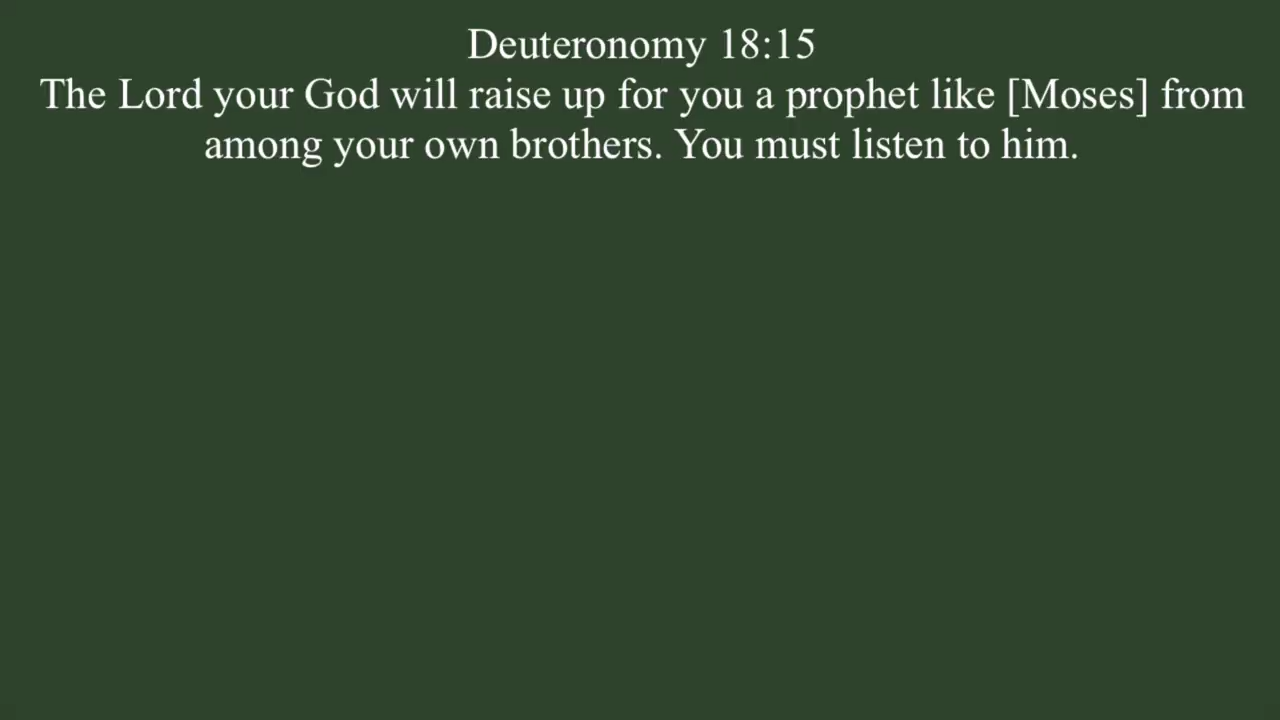 Deuteronomy 18:15
The Lord your God will raise up for you a prophet like [Moses] from
among your own brothers. You must listen to him.